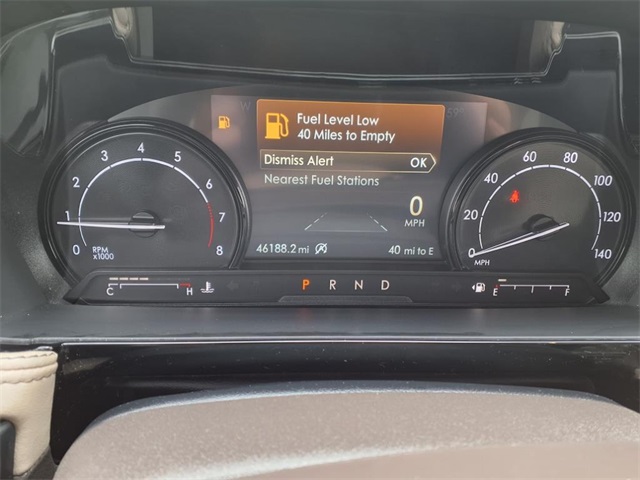 W
59°
Fuel Level Low
40 Miles to Empty
Dismiss Alert OK
Nearest Fuel Stations
0
MPH
46188.2 mi
40 mi to E
0 1 2 3 4 5 6 7 8
RPM
x1000
0 20 40 60 80 100 120 140
MPH
C H
P R N D
E F